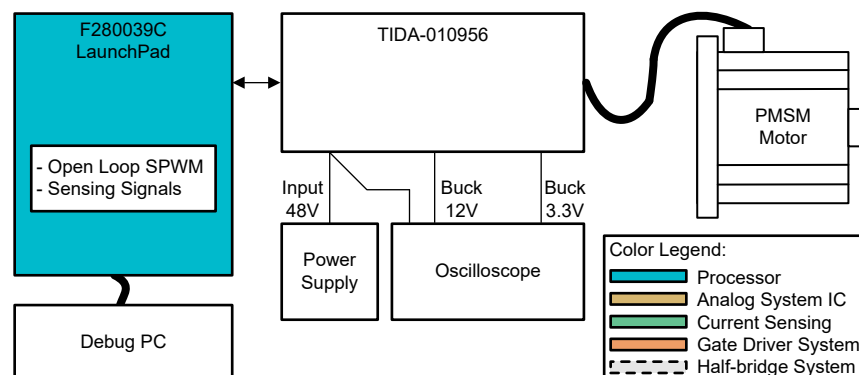 F280039C
LaunchPad
- Open Loop SPWM
- Sensing Signals
Debug PC
TIDA-010956
Input
48V
Buck
12V
Buck
3.3V
Power
Supply
Oscilloscope
PMSM
Motor
Color Legend:
Processor
Analog System IC
Current Sensing
Gate Driver System
Half-bridge System